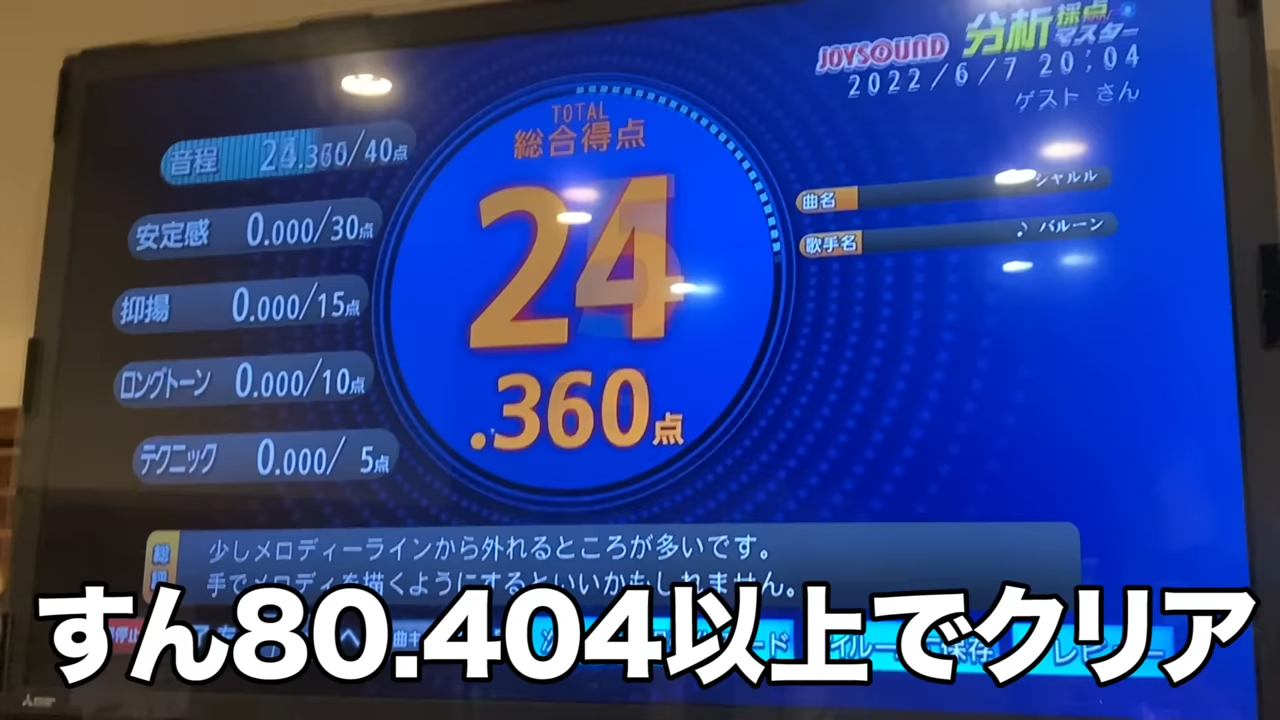 JOYSOUND 分析採点マスター
2022/6/7 20:04
ゲスト さん
TOTAL
総合得点
24
.360点
音程 24.360/40点
安定感 0.000/30点
抑揚 0.000/15点
ロングトーン 0.000/10点
テクニック 0.000/ 5点
曲名 シャルル
歌手名 ♪ バルーン
少しメロディーラインから外れるところが多いです。
手でメロディを描くようにするといいかもしれません。
すん80.404以上でクリア